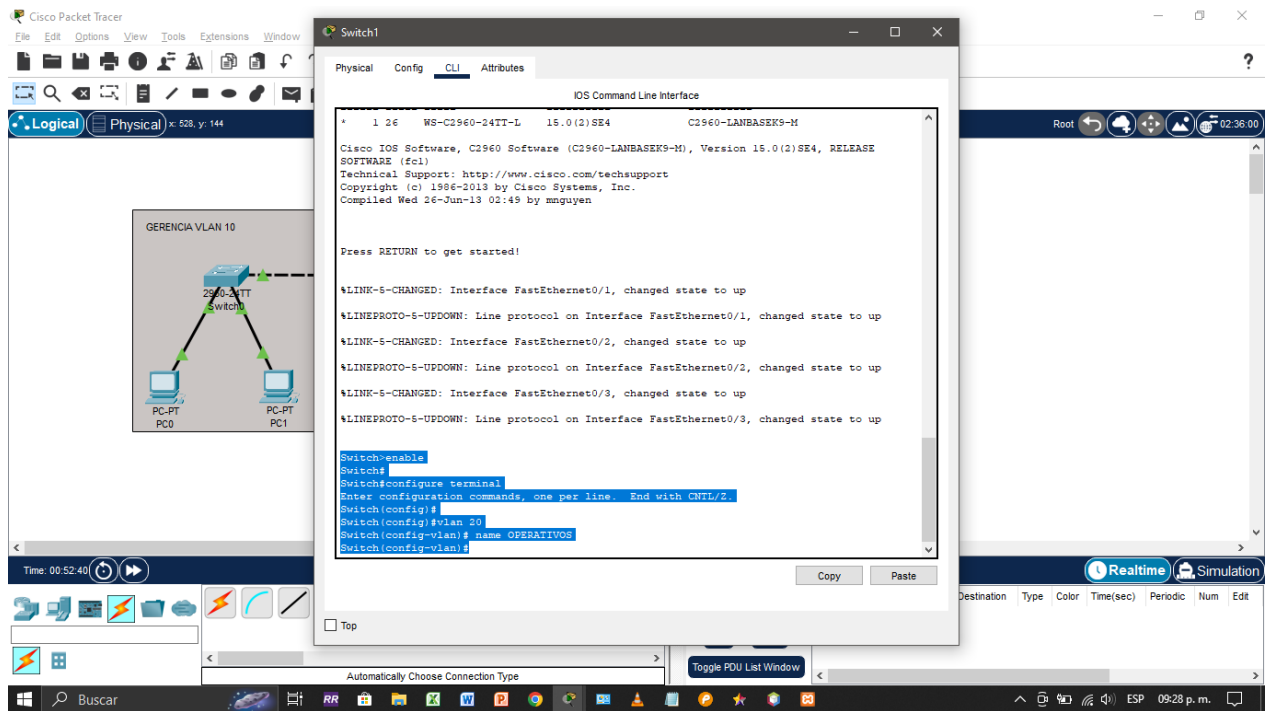 Cisco Packet Tracer
File Edit Options View Tools Extensions Window
?
Logical Physical x: 528, y: 144
Root 02:36:00
GERENCIA VLAN 10
2960-24TT
Switch0
PC-PT
PC0
PC-PT
PC1
Switch1
Physical Config CLI Attributes
IOS Command Line Interface
* 1 26 WS-C2960-24TT-L 15.0(2)SE4 C2960-LANBASEK9-M
Cisco IOS Software, C2960 Software (C2960-LANBASEK9-M), Version 15.0(2)SE4, RELEASE
SOFTWARE (fc1)
Technical Support: http://www.cisco.com/techsupport
Copyright (c) 1986-2013 by Cisco Systems, Inc.
Compiled Wed 26-Jun-13 02:49 by mnguyen
Press RETURN to get started!
%LINK-5-CHANGED: Interface FastEthernet0/1, changed state to up
%LINEPROTO-5-UPDOWN: Line protocol on Interface FastEthernet0/1, changed state to up
%LINK-5-CHANGED: Interface FastEthernet0/2, changed state to up
%LINEPROTO-5-UPDOWN: Line protocol on Interface FastEthernet0/2, changed state to up
%LINK-5-CHANGED: Interface FastEthernet0/3, changed state to up
%LINEPROTO-5-UPDOWN: Line protocol on Interface FastEthernet0/3, changed state to up
Switch>enable
Switch#
Switch#configure terminal
Enter configuration commands, one per line. End with CNTL/Z.
Switch(config)#
Switch(config)#vlan 20
Switch(config-vlan)# name OPERATIVOS
Switch(config-vlan)#
Copy Paste
Top
Time: 00:52:40
Realtime Simulation
Destination Type Color Time(sec) Periodic Num Edit
Automatically Choose Connection Type
Toggle PDU List Window
Buscar
RR
ESP 09:28 p. m.